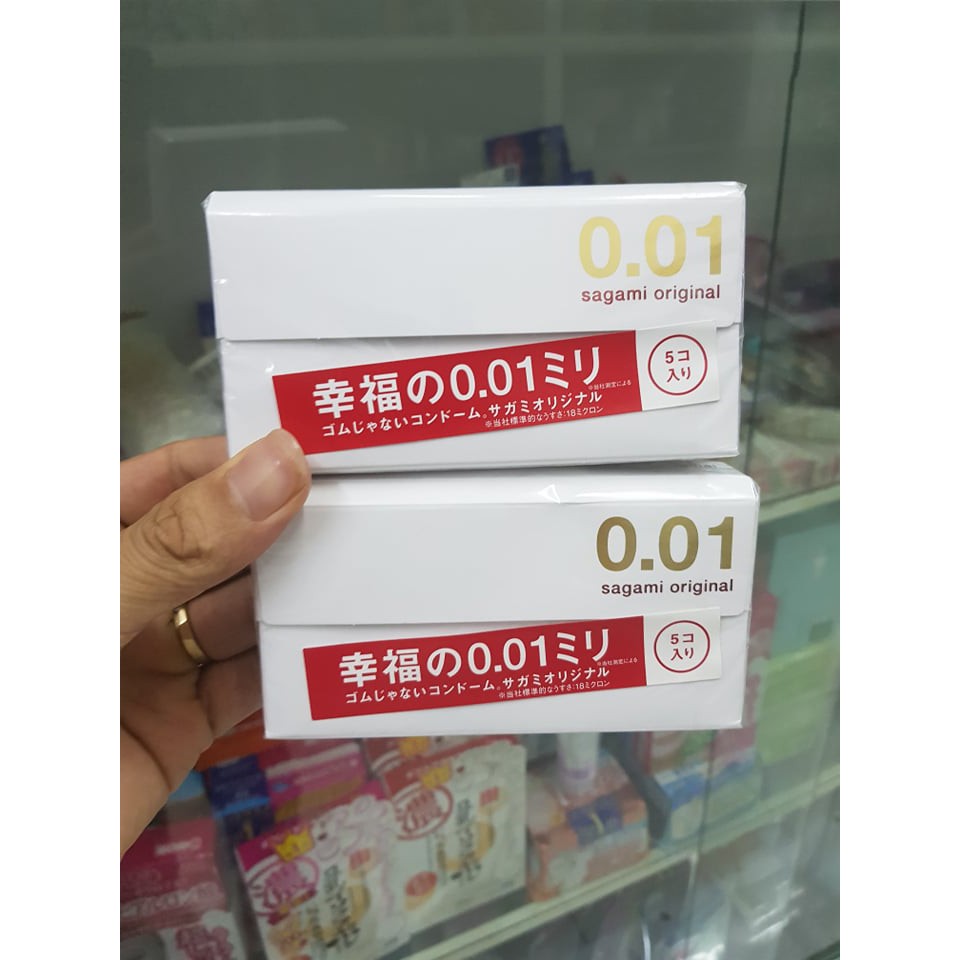 0.01
sagami original
幸福の0.01ミリ
※当社測定による
ゴムじゃないコンドーム。サガミオリジナル
※当社標準的なうすさ:18ミクロン
5コ
入り
0.01
sagami original
幸福の0.01ミリ
※当社測定による
ゴムじゃないコンドーム。サガミオリジナル
※当社標準的なうすさ:18ミクロン
5コ
入り